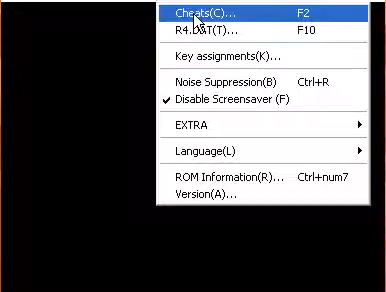 Cheats(C)... F2
R4.DAT(T)... F10
Key assignments(K)...
Noise Suppression(B) Ctrl+R
Disable Screensaver (F)
EXTRA
Language(L)
ROM Information(R)... Ctrl+num7
Version(A)...